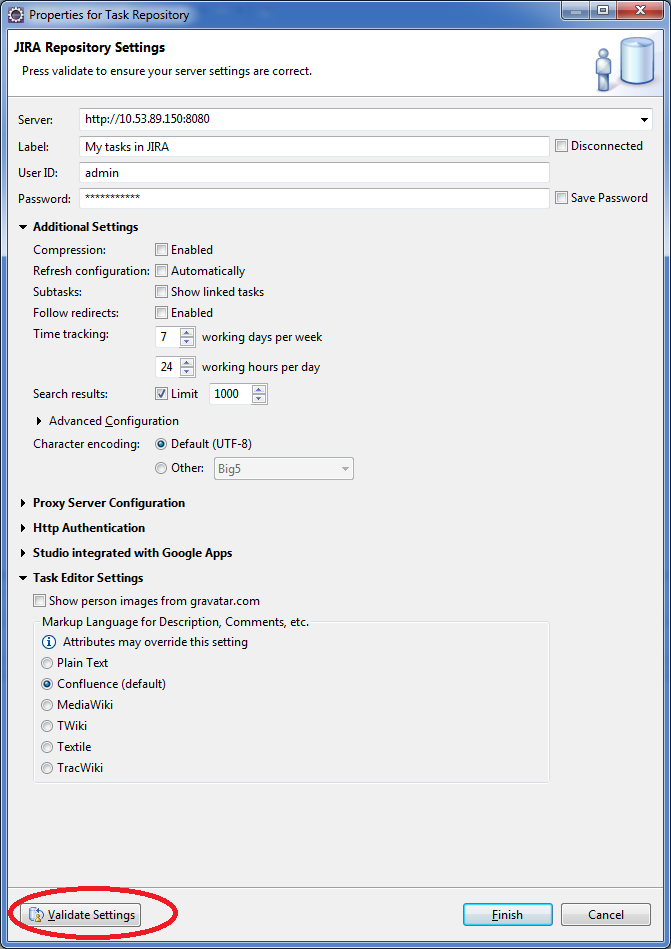 Properties for Task Repository
JIRA Repository Settings
Press validate to ensure your server settings are correct.
Server: http://10.53.89.150:8080
Label: My tasks in JIRA Disconnected
User ID: admin
Password: *********** Save Password
Additional Settings
Compression: Enabled
Refresh configuration: Automatically
Subtasks: Show linked tasks
Follow redirects: Enabled
Time tracking: 7 working days per week
24 working hours per day
Search results: Limit 1000
Advanced Configuration
Character encoding: Default (UTF-8)
Other: Big5
Proxy Server Configuration
Http Authentication
Studio integrated with Google Apps
Task Editor Settings
Show person images from gravatar.com
Markup Language for Description, Comments, etc.
Attributes may override this setting
Plain Text
Confluence (default)
MediaWiki
TWiki
Textile
TracWiki
Validate Settings Finish Cancel